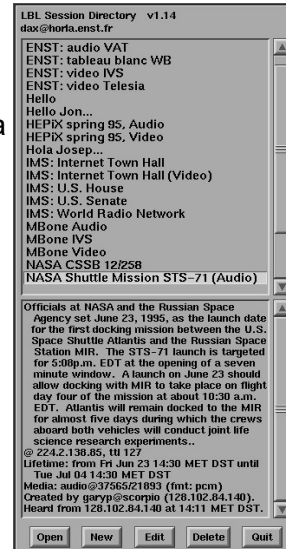 LBL Session Directory v1.14
dax@horla.enst.fr
ENST: audio VAT
ENST: tableau blanc WB
ENST: video IVS
ENST: video Telesia
Hello
Hello Jon...
HEPiX spring 95, Audio
HEPiX spring 95, Video
Hola Josep...
IMS: Internet Town Hall
IMS: Internet Town Hall (Video)
IMS: U.S. House
IMS: U.S. Senate
IMS: World Radio Network
MBone Audio
MBone IVS
MBone Video
NASA CSSB 12/258
NASA Shuttle Mission STS-71 (Audio)
Officials at NASA and the Russian Space
Agency set June 23, 1995, as the launch date
for the first docking mission between the U.S.
Space Shuttle Atlantis and the Russian Space
Station MIR. The STS-71 launch is targeted
for 5:08p.m. EDT at the opening of a seven
minute window. A launch on June 23 should
allow docking with MIR to take place on flight
day four of the mission at about 10:30 a.m.
EDT. Atlantis will remain docked to the MIR
for almost five days during which the crews
aboard both vehicles will conduct joint life
science research experiments..
@ 224.2.138.85, ttl 127
Lifetime: from Fri Jun 23 14:30 MET DST until
Tue Jul 04 14:30 MET DST
Media: audio@37565/21893 (fmt: pcm)
Created by garyp@scorpio (128.102.84.140).
Heard from 128.102.84.140 at 14:11 MET DST.
Open New Edit Delete Quit